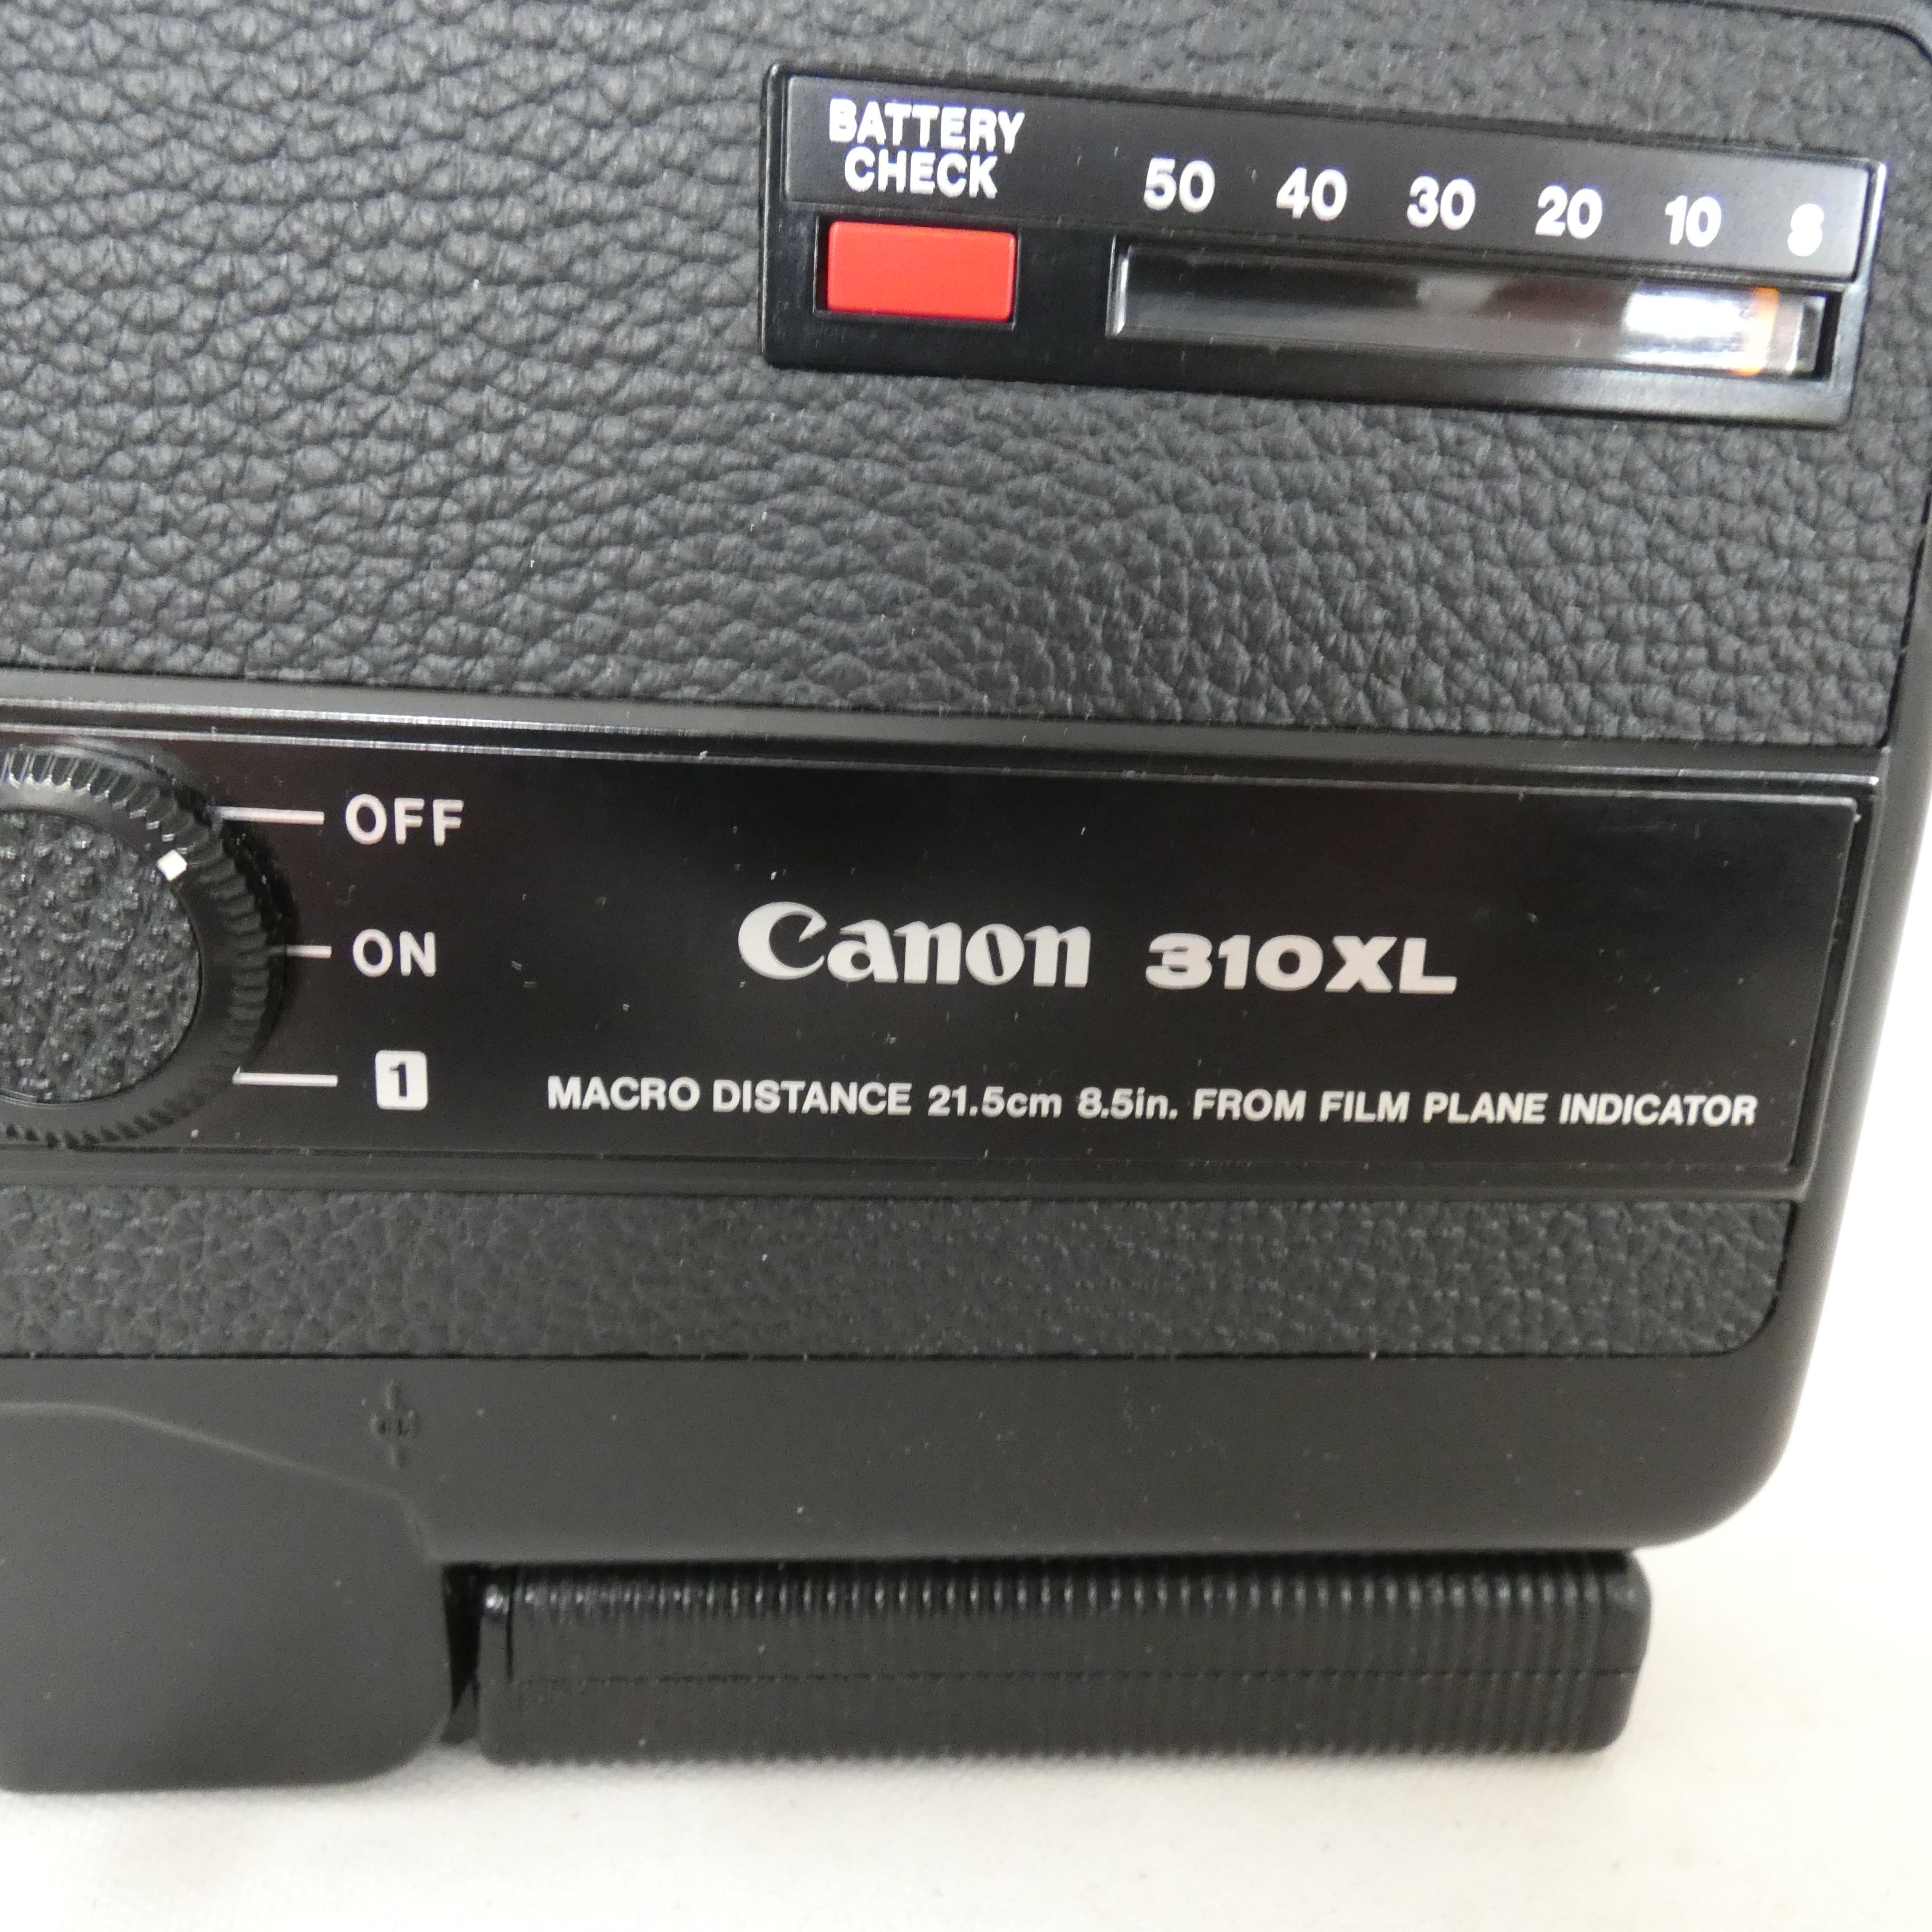 BATTERY
CHECK
50 40 30 20 10 S
OFF
ON
1
Canon 310XL
MACRO DISTANCE 21.5cm 8.5in. FROM FILM PLANE INDICATOR